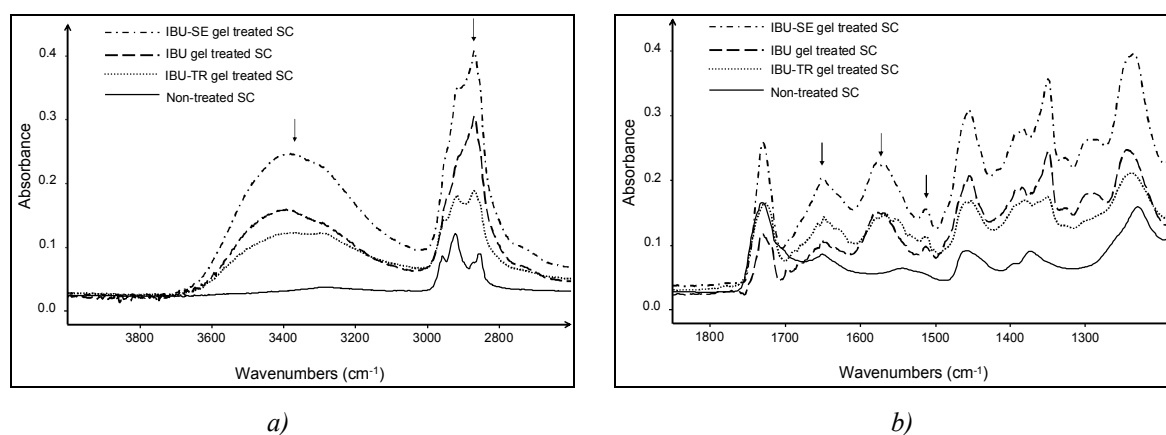 IBU-SE gel treated SC
IBU gel treated SC
IBU-TR gel treated SC
Non-treated SC
0.4
0.3
0.2
0.1
0.0
Absorbance
3800 3600 3400 3200 3000 2800
Wavenumbers (cm⁻¹)
a)
IBU-SE gel treated SC
IBU gel treated SC
IBU-TR gel treated SC
Non-treated SC
0.4
0.3
0.2
0.1
0.0
Absorbance
1800 1700 1600 1500 1400 1300
Wavenumbers (cm⁻¹)
b)